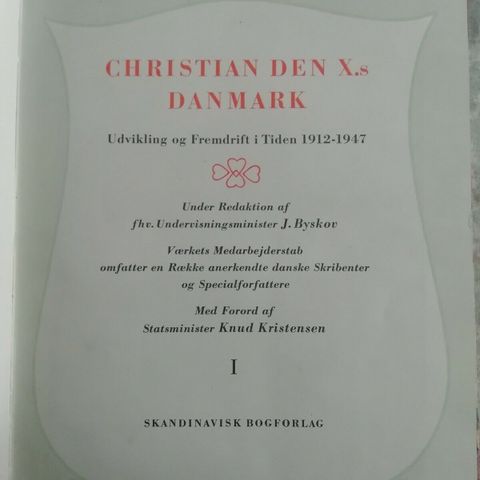 CHRISTIAN DEN X.s
DANMARK
Udvikling og Fremdrift i Tiden 1912-1947
Under Redaktion af
fhv. Undervisningsminister J. Byskov
Værkets Medarbejderstab
omfatter en Række anerkendte danske Skribenter
og Specialforfattere
Med Forord af
Statsminister Knud Kristensen
I
SKANDINAVISK BOGFORLAG